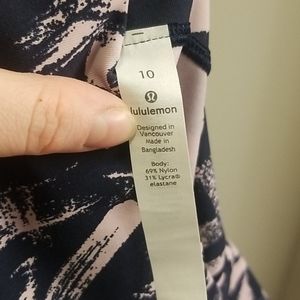 10
lululemon
Designed in
Vancouver
Made in
Bangladesh
Body:
69% Nylon
31% Lycra®
elastane